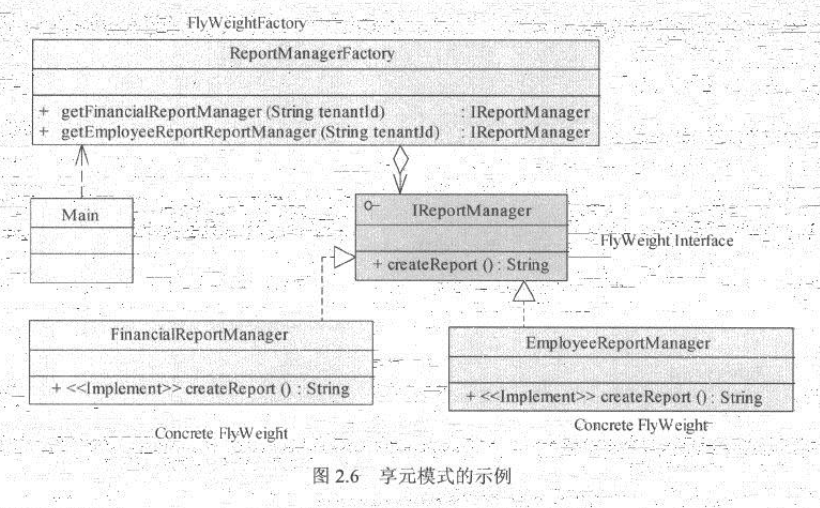 FlyWeightFactory
ReportManagerFactory
+ getFinancialReportManager (String tenantId) : IReportManager
+ getEmployeeReportReportManager (String tenantId) : IReportManager
Main
IReportManager
FlyWeight Interface
+ createReport () : String
FinancialReportManager
EmployeeReportManager
+ <<Implement>> createReport () : String
+ <<Implement>> createReport () : String
Concrete FlyWeight
Concrete FlyWeight
图 2.6 享元模式的示例